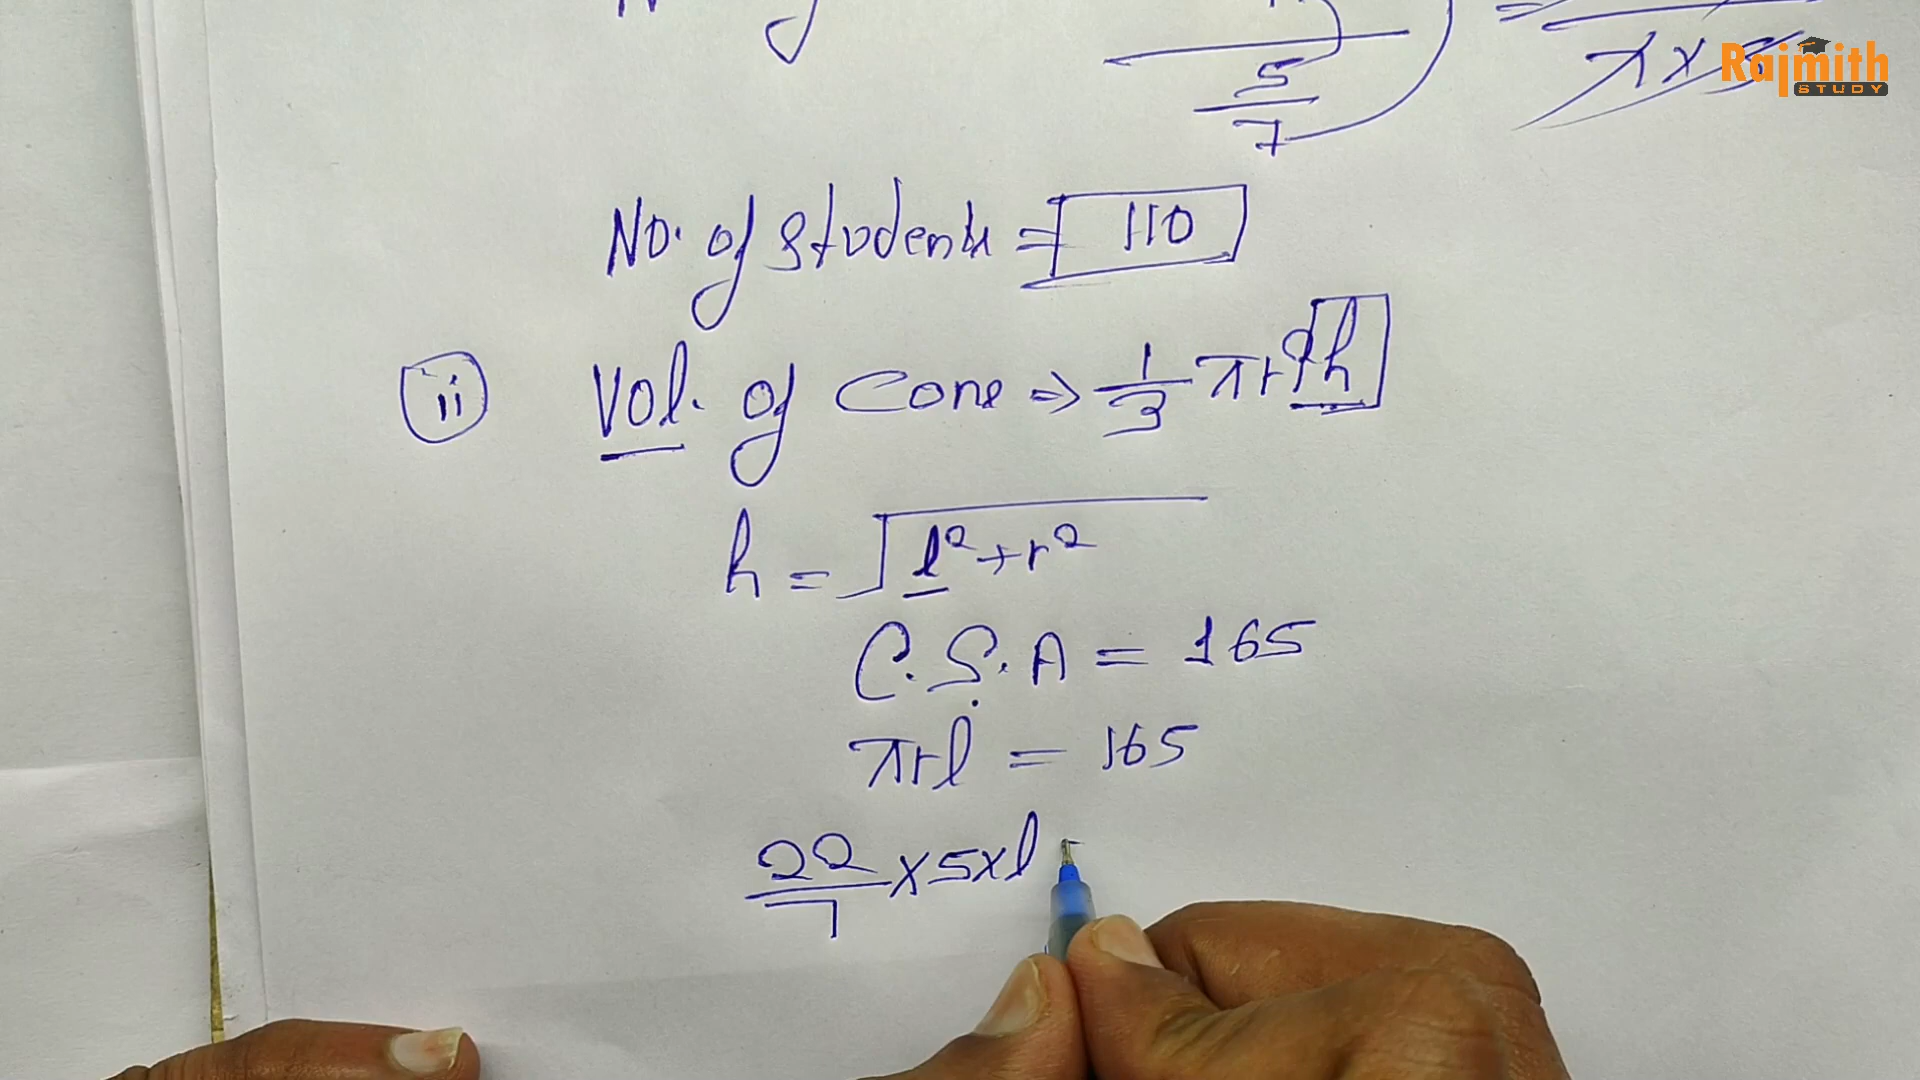 5
7
π × 5
Rajmith
STUDY
No. of students = 110
ii Vol. of Cone ⇒ 1/3 πr²h
h = √l²+r²
C.S.A = 165
πrl = 165
22/7 × 5 × l